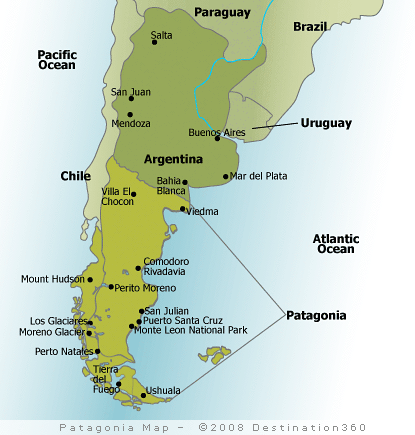 Paraguay
Brazil
Salta
Pacific
Ocean
San Juan
Mendoza
Buenos Aires
Uruguay
Argentina
Chile
Bahia
Blanca
Mar del Plata
Villa El
Chocon
Viedma
Atlantic
Ocean
Comodoro
Rivadavia
Mount Hudson
Perito Moreno
San Julian
Patagonia
Los Glaciares
Puerto Santa Cruz
Moreno Glacier
Monte Leon National Park
Perto Natales
Tierra
del
Fuego
Ushuala
Patagonia Map - ©2008 Destination360